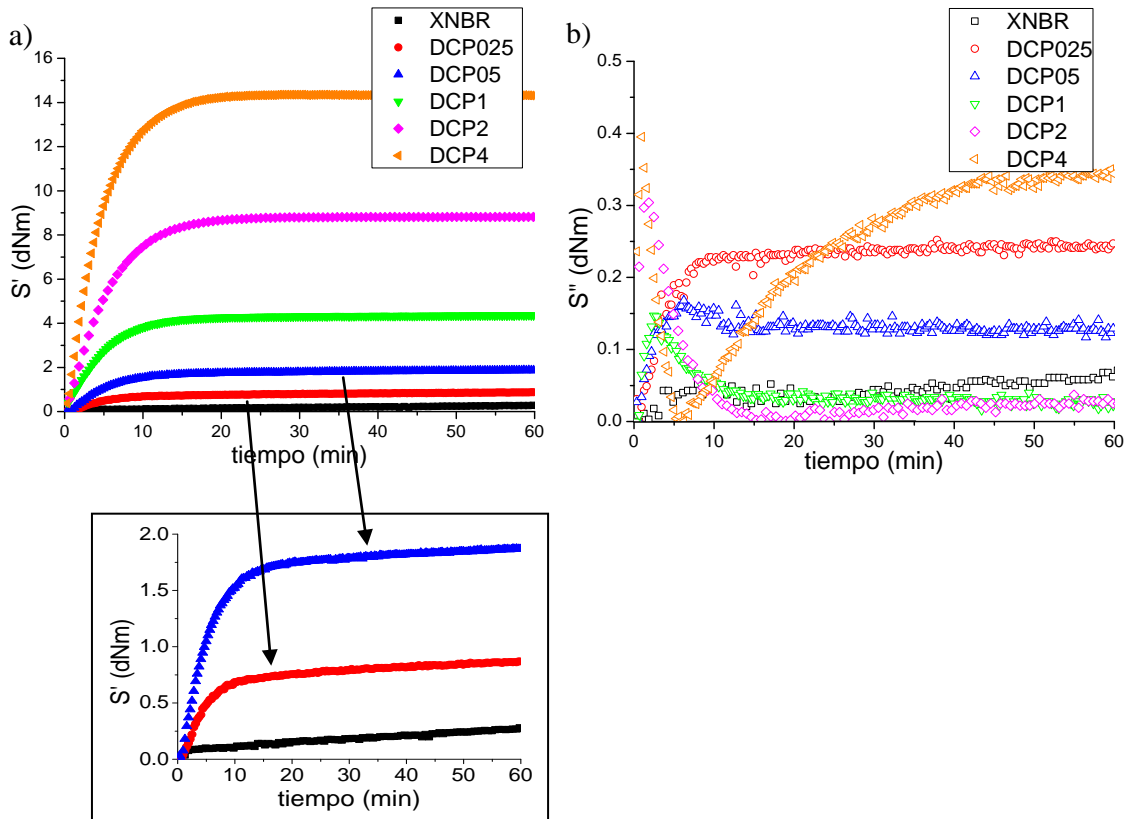 a)
XNBR
DCP025
DCP05
DCP1
DCP2
DCP4
16
14
12
10
8
6
4
2
0
S' (dNm)
0 10 20 30 40 50 60
tiempo (min)
b)
XNBR
DCP025
DCP05
DCP1
DCP2
DCP4
0.5
0.4
0.3
0.2
0.1
0.0
S'' (dNm)
0 10 20 30 40 50 60
tiempo (min)
2.0
1.5
1.0
0.5
0.0
S' (dNm)
0 10 20 30 40 50 60
tiempo (min)